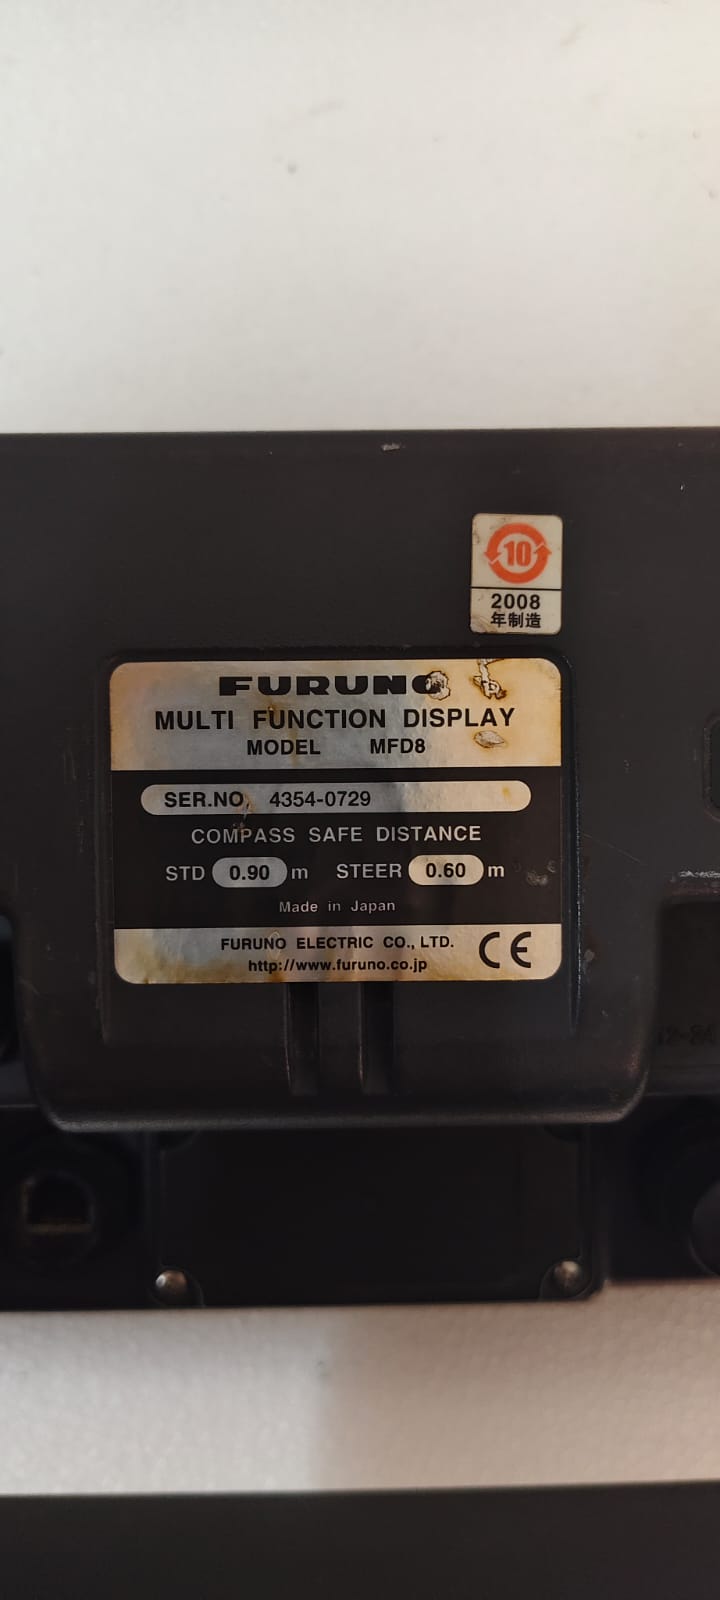 10
2008
年制造
FURUNO
MULTI FUNCTION DISPLAY
MODEL MFD8
SER.NO. 4354-0729
COMPASS SAFE DISTANCE
STD 0.90 m STEER 0.60 m
Made in Japan
FURUNO ELECTRIC CO., LTD.
http://www.furuno.co.jp
CE